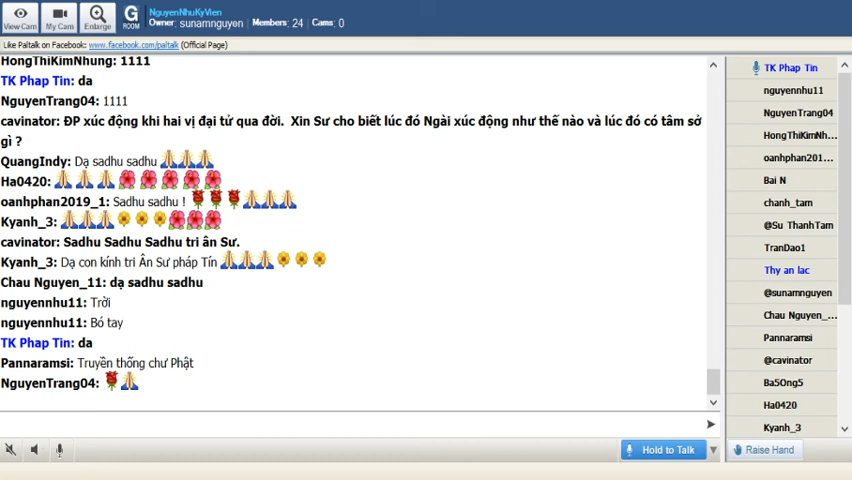 View Cam
My Cam
Enlarge
G
ROOM
NguyenNhuKyVien
Owner: sunamnguyen Members: 24 Cams: 0
Like Paltalk on Facebook: www.facebook.com/paltalk (Official Page)
HongThiKimNhung: 1111
TK Phap Tin: da
NguyenTrang04: 1111
cavinator: ĐP xúc động khi hai vị đại tử qua đời. Xin Sư cho biết lúc đó Ngài xúc động như thế nào và lúc đó có tâm sở
gì ?
QuangIndy: Dạ sadhu sadhu
Ha0420:
oanhphan2019_1: Sadhu sadhu !
Kyanh_3:
cavinator: Sadhu Sadhu Sadhu tri ân Sư.
Kyanh_3: Dạ con kính tri Ân Sư pháp Tín
Chau Nguyen_11: dạ sadhu sadhu
nguyennhu11: Trời
nguyennhu11: Bó tay
TK Phap Tin: da
Pannaramsi: Truyền thống chư Phật
NguyenTrang04:
Hold to Talk
TK Phap Tin
nguyennhu11
NguyenTrang04
HongThiKimNh...
oanhphan201...
Bai N
chanh_tam
@Su ThanhTam
TranDao1
Thy an lac
@sunamnguyen
Chau Nguyen_...
Pannaramsi
@cavinator
Ba5Ong5
Ha0420
Kyanh_3
Raise Hand